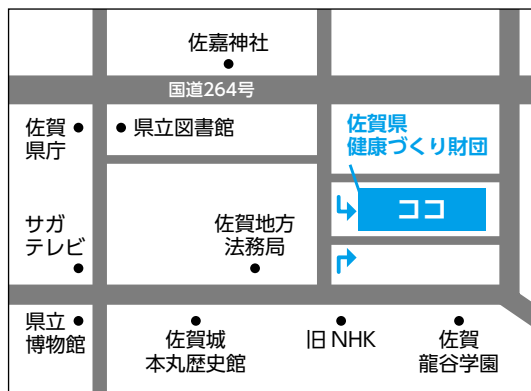 佐嘉神社
国道264号
佐賀
県庁
県立図書館
佐賀県
健康づくり財団
ココ
サガ
テレビ
佐賀地方
法務局
県立
博物館
佐賀城
本丸歴史館
旧 NHK
佐賀
龍谷学園